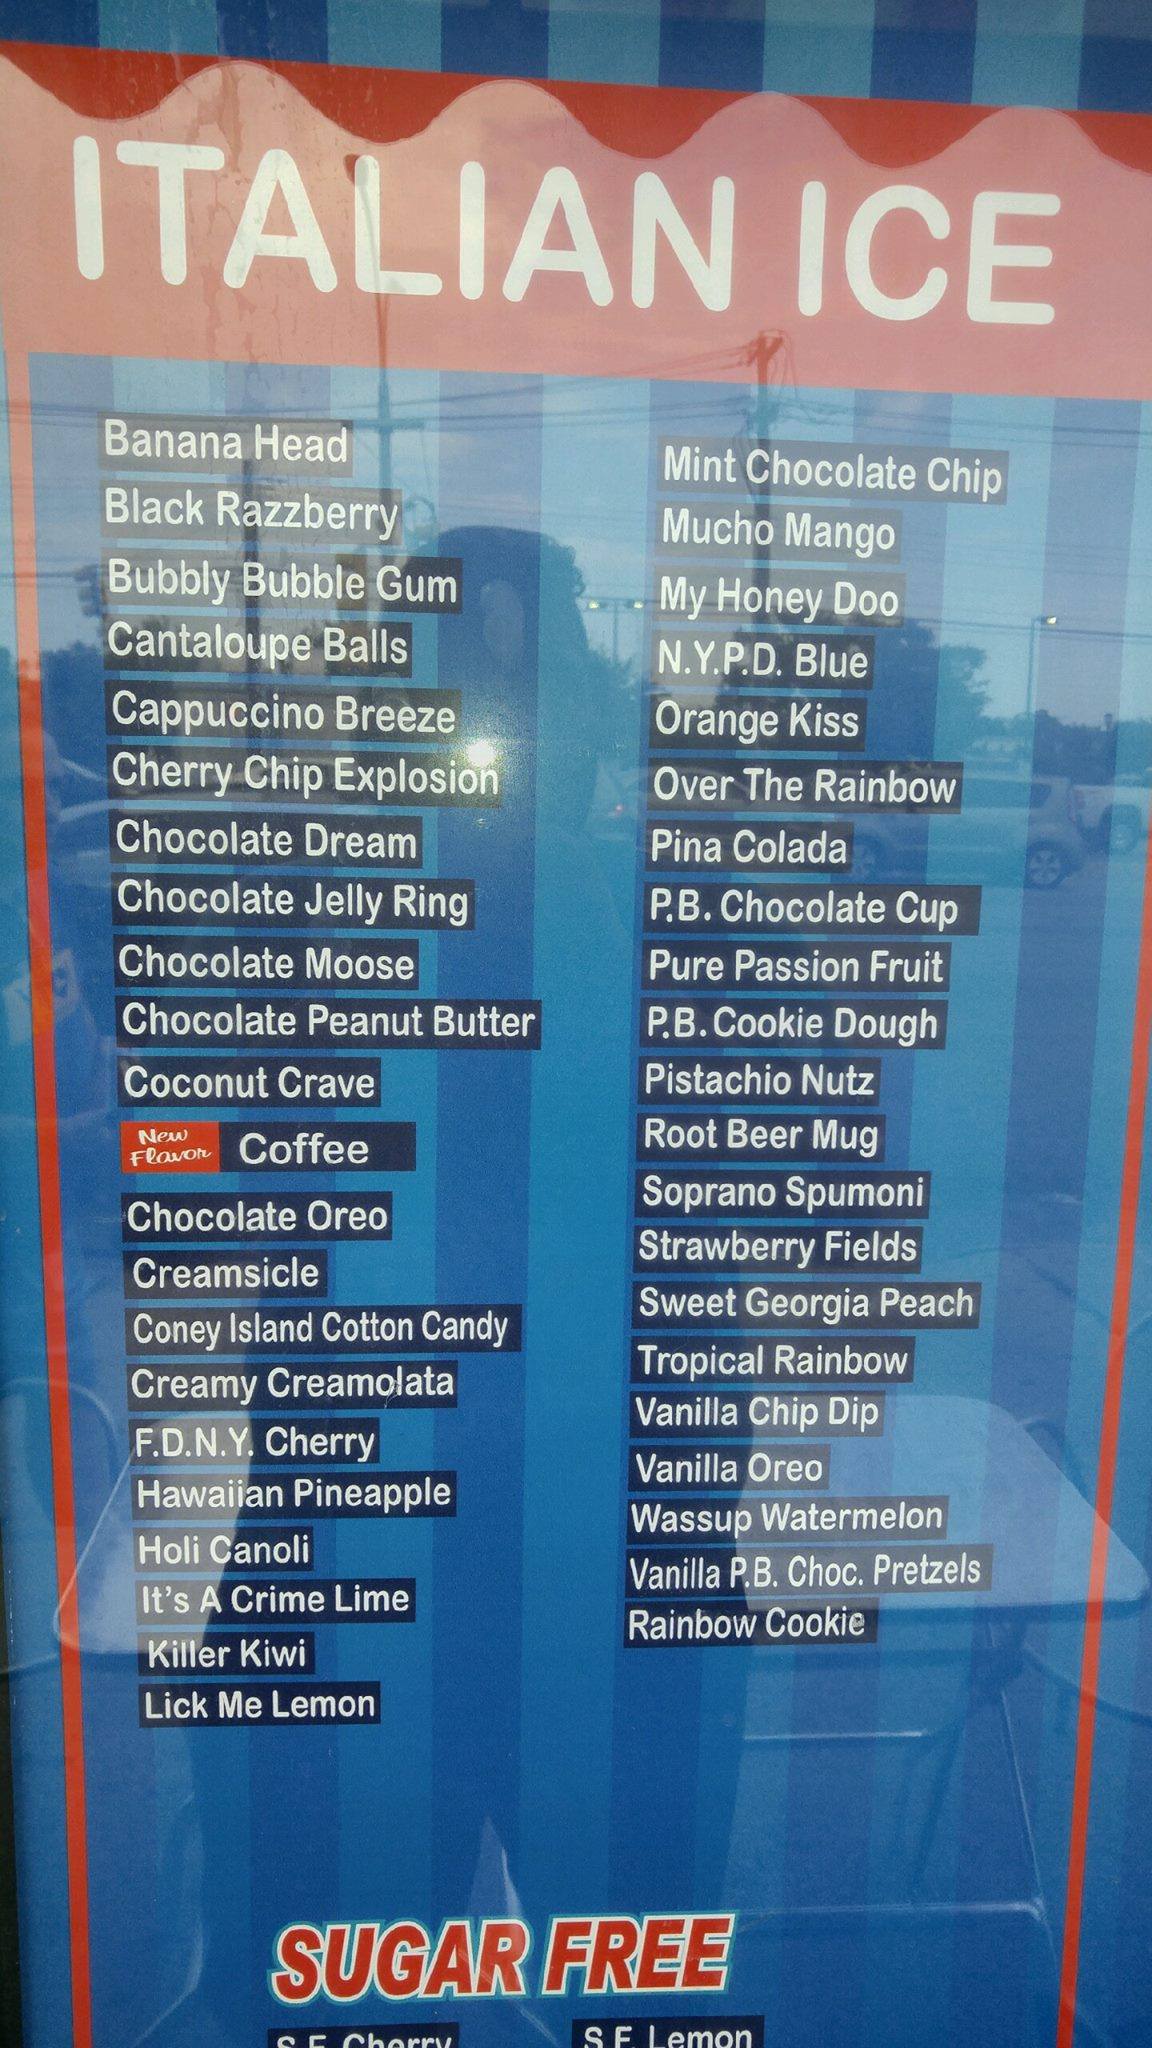 ITALIAN ICE
Banana Head
Black Razzberry
Bubbly Bubble Gum
Cantaloupe Balls
Cappuccino Breeze
Cherry Chip Explosion
Chocolate Dream
Chocolate Jelly Ring
Chocolate Moose
Chocolate Peanut Butter
Coconut Crave
New Flavor Coffee
Chocolate Oreo
Creamsicle
Coney Island Cotton Candy
Creamy Creamolata
F.D.N.Y. Cherry
Hawaiian Pineapple
Holi Canoli
It's A Crime Lime
Killer Kiwi
Lick Me Lemon
Mint Chocolate Chip
Mucho Mango
My Honey Doo
N.Y.P.D. Blue
Orange Kiss
Over The Rainbow
Pina Colada
P.B. Chocolate Cup
Pure Passion Fruit
P.B. Cookie Dough
Pistachio Nutz
Root Beer Mug
Soprano Spumoni
Strawberry Fields
Sweet Georgia Peach
Tropical Rainbow
Vanilla Chip Dip
Vanilla Oreo
Wassup Watermelon
Vanilla P.B. Choc. Pretzels
Rainbow Cookie
SUGAR FREE
S.F. Cherry
S.F. Lemon